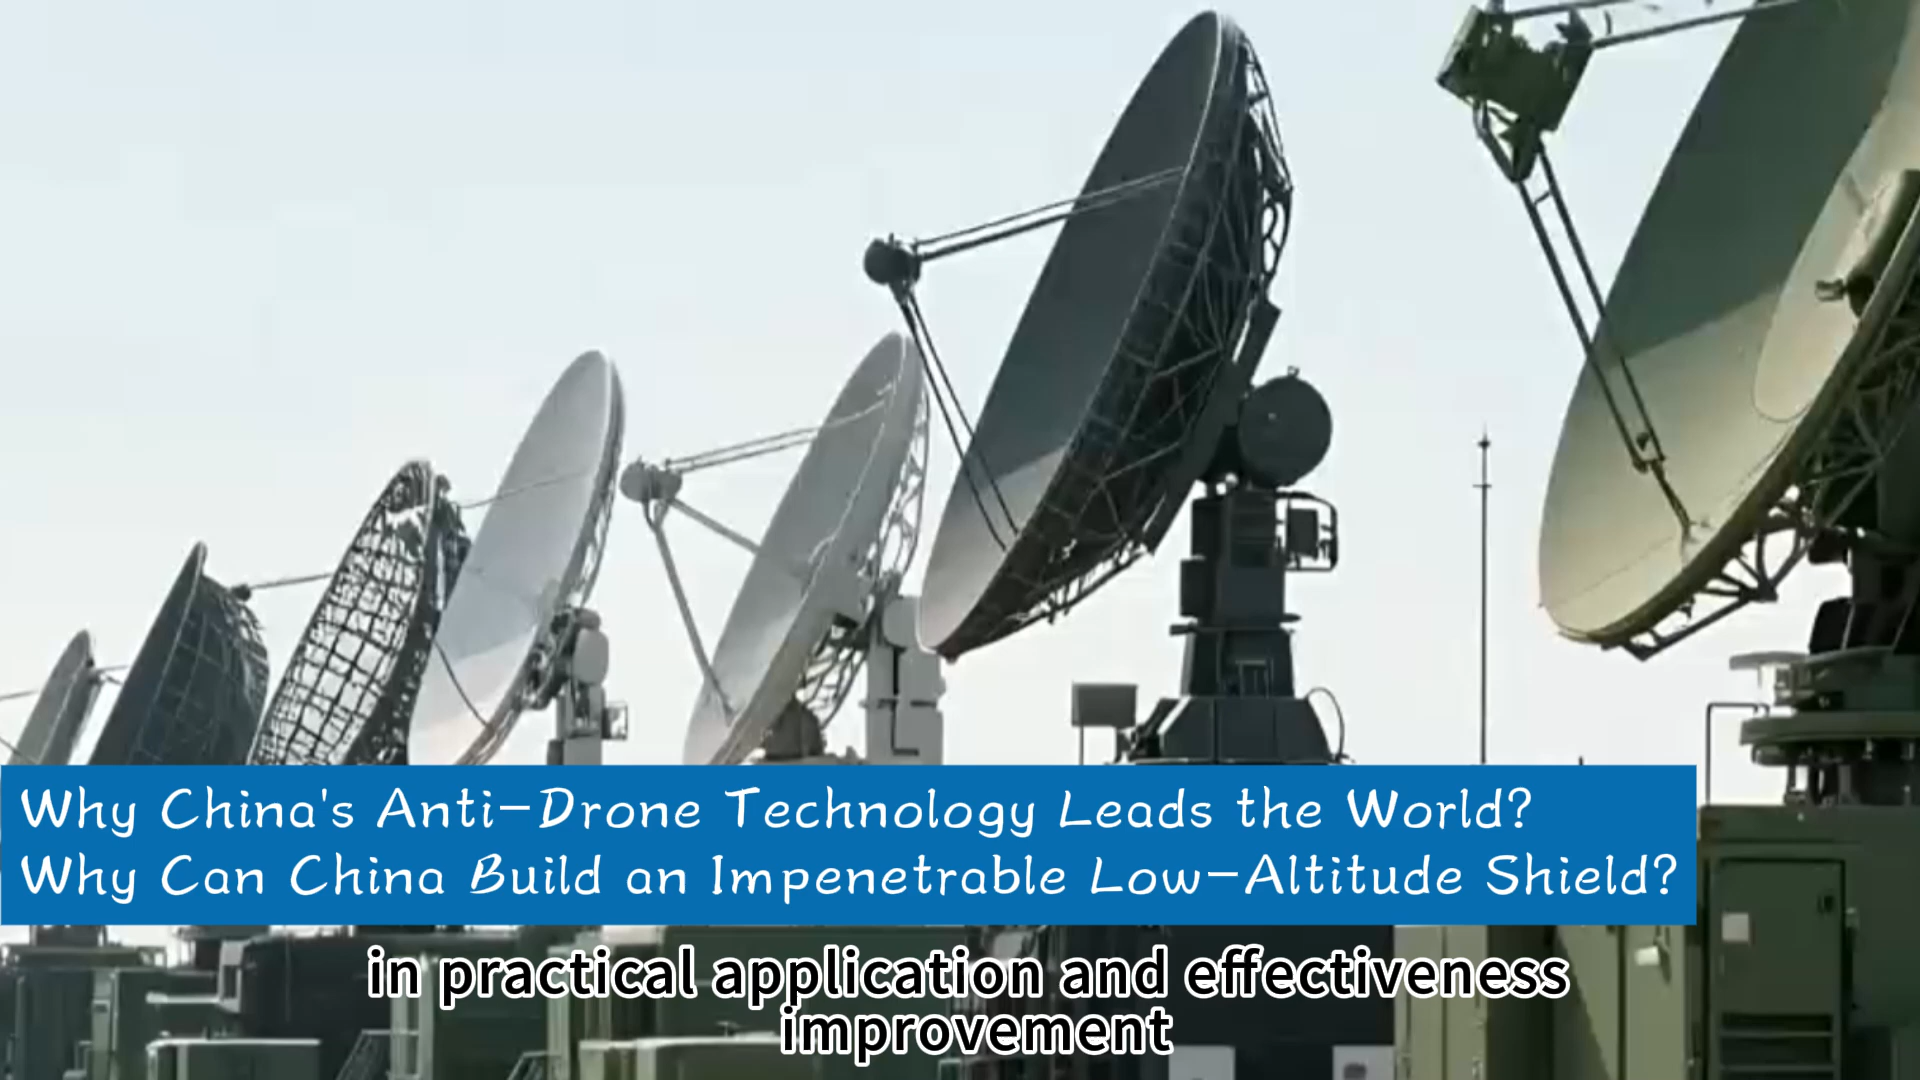 Why China's Anti-Drone Technology Leads the World?
Why Can China Build an Impenetrable Low-Altitude Shield?
in practical application and effectiveness
improvement